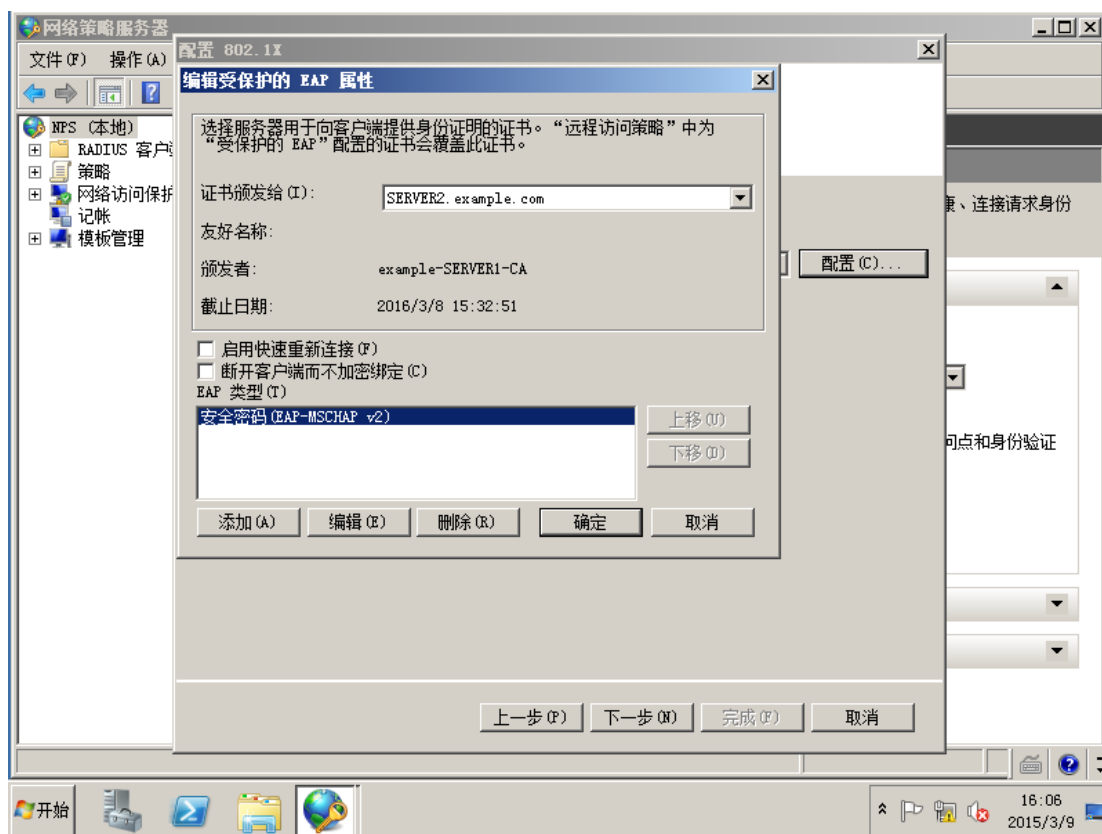 网络策略服务器
文件(F) 操作(A)
NPS (本地)
RADIUS 客户
策略
网络访问保护
记帐
模板管理
配置 802.1X
编辑受保护的 EAP 属性
选择服务器用于向客户端提供身份证明的证书。“远程访问策略”中为
“受保护的 EAP”配置的证书会覆盖此证书。
证书颁发给(I): SERVER2.example.com
友好名称:
颁发者: example-SERVER1-CA
截止日期: 2016/3/8 15:32:51
启用快速重新连接(F)
断开客户端而不加密绑定(C)
EAP 类型(T)
安全密码(EAP-MSCHAP v2)
上移(U)
下移(D)
添加(A) 编辑(E) 删除(R) 确定 取消
、连接请求身份
配置(C)...
问点和身份验证
上一步(P) 下一步(N) 完成(F) 取消
开始
16:06
2015/3/9